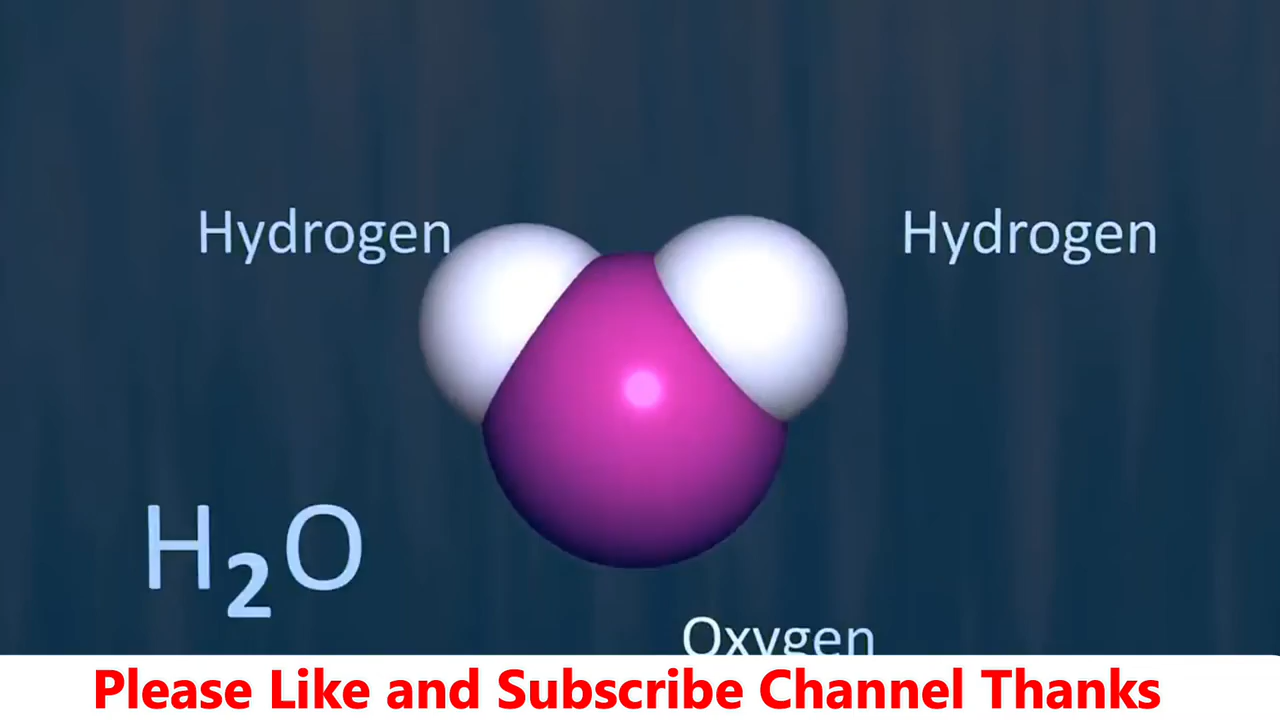 Hydrogen
Hydrogen
H₂O
Oxygen
Please Like and Subscribe Channel Thanks